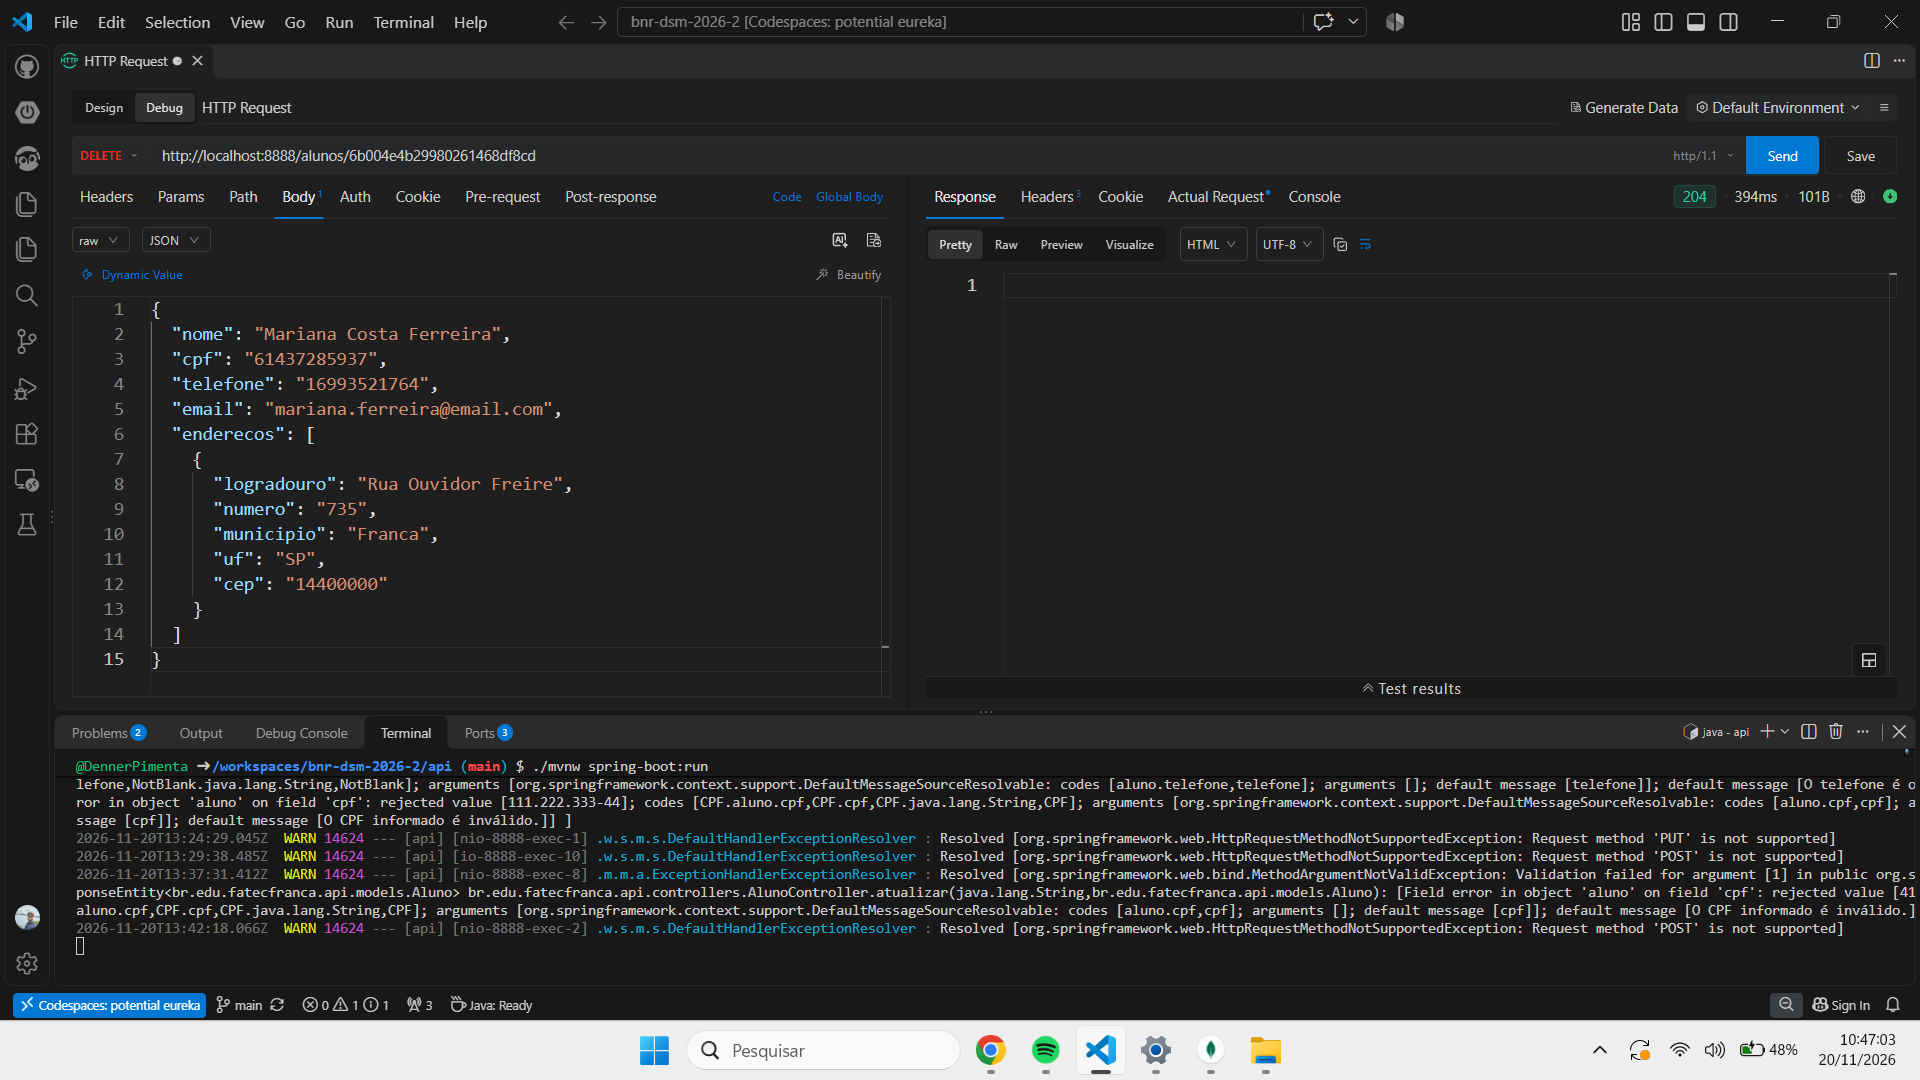 File Edit Selection View Go Run Terminal Help
bnr-dsm-2026-2 [Codespaces: potential eureka]
HTTP HTTP Request
Design Debug HTTP Request Generate Data Default Environment
DELETE http://localhost:8888/alunos/6b004e4b29980261468df8cd http/1.1 Send Save
Headers Params Path Body 1 Auth Cookie Pre-request Post-response Code Global Body
Response Headers 3 Cookie Actual Request Console 204 394ms 101B
raw JSON
Pretty Raw Preview Visualize HTML UTF-8
Dynamic Value Beautify
1 {
2 "nome": "Mariana Costa Ferreira",
3 "cpf": "61437285937",
4 "telefone": "16993521764",
5 "email": "mariana.ferreira@email.com",
6 "enderecos": [
7 {
8 "logradouro": "Rua Ouvidor Freire",
9 "numero": "735",
10 "municipio": "Franca",
11 "uf": "SP",
12 "cep": "14400000"
13 }
14 ]
15 }
1
Test results
Problems 2 Output Debug Console Terminal Ports 3 java - api
@DennerPimenta ➜/workspaces/bnr-dsm-2026-2/api (main) $ ./mvnw spring-boot:run
lefone,NotBlank.java.lang.String,NotBlank]; arguments [org.springframework.context.support.DefaultMessageSourceResolvable: codes [aluno.telefone,telefone]; arguments []; default message [telefone]]; default message [O telefone é o
ror in object 'aluno' on field 'cpf': rejected value [111.222.333-44]; codes [CPF.aluno.cpf,CPF.cpf,CPF.java.lang.String,CPF]; arguments [org.springframework.context.support.DefaultMessageSourceResolvable: codes [aluno.cpf,cpf]; a
ssage [cpf]]; default message [O CPF informado é inválido.]] ]
2026-11-20T13:24:29.045Z WARN 14624 --- [api] [nio-8888-exec-1] .w.s.m.s.DefaultHandlerExceptionResolver : Resolved [org.springframework.web.HttpRequestMethodNotSupportedException: Request method 'PUT' is not supported]
2026-11-20T13:29:38.485Z WARN 14624 --- [api] [io-8888-exec-10] .w.s.m.s.DefaultHandlerExceptionResolver : Resolved [org.springframework.web.HttpRequestMethodNotSupportedException: Request method 'POST' is not supported]
2026-11-20T13:37:31.412Z WARN 14624 --- [api] [nio-8888-exec-8] .m.m.a.ExceptionHandlerExceptionResolver : Resolved [org.springframework.web.bind.MethodArgumentNotValidException: Validation failed for argument [1] in public org.s
ponseEntity<br.edu.fatecfranca.api.models.Aluno> br.edu.fatecfranca.api.controllers.AlunoController.atualizar(java.lang.String,br.edu.fatecfranca.api.models.Aluno): [Field error in object 'aluno' on field 'cpf': rejected value [41
aluno.cpf,CPF.cpf,CPF.java.lang.String,CPF]; arguments [org.springframework.context.support.DefaultMessageSourceResolvable: codes [aluno.cpf,cpf]; arguments []; default message [cpf]]; default message [O CPF informado é inválido.]
2026-11-20T13:42:18.066Z WARN 14624 --- [api] [nio-8888-exec-2] .w.s.m.s.DefaultHandlerExceptionResolver : Resolved [org.springframework.web.HttpRequestMethodNotSupportedException: Request method 'POST' is not supported]
Codespaces: potential eureka main 0 1 1 3 Java: Ready Sign In
Pesquisar 48% 10:47:03
20/11/2026